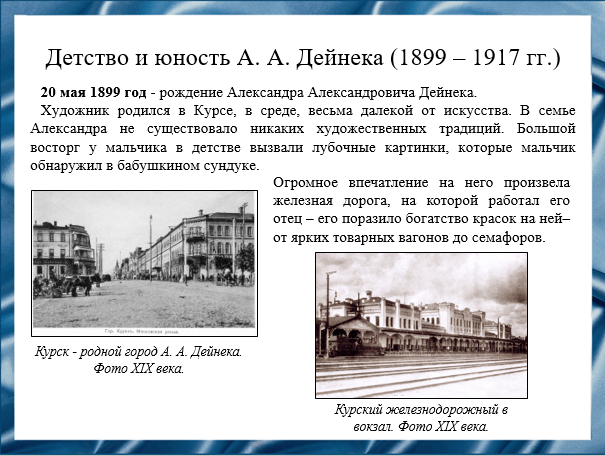 Детство и юность А. А. Дейнека (1899 – 1917 гг.)
20 мая 1899 год - рождение Александра Александровича Дейнека.
Художник родился в Курсе, в среде, весьма далекой от искусства. В семье
Александра не существовало никаких художественных традиций. Большой
восторг у мальчика в детстве вызвали лубочные картинки, которые мальчик
обнаружил в бабушкином сундуке.
Огромное впечатление на него произвела
железная дорога, на которой работал его
отец – его поразило богатство красок на ней–
от ярких товарных вагонов до семафоров.
Гор. Курскъ. Московская улица.
Курск - родной город А. А. Дейнека.
Фото XIX века.
Курский железнодорожный в
вокзал. Фото XIX века.